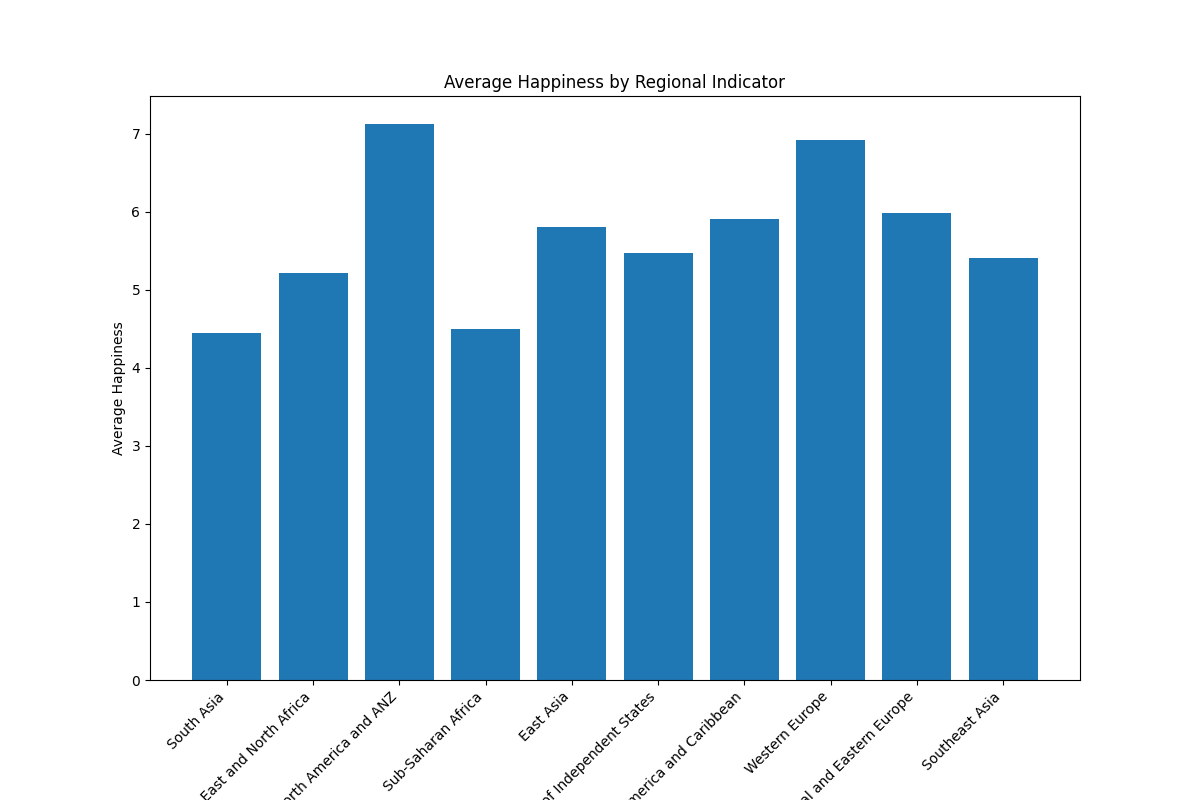 Average Happiness by Regional Indicator
Average Happiness
7
6
5
4
3
2
1
0
South Asia
East and North Africa
orth America and ANZ
Sub-Saharan Africa
East Asia
of Independent States
merica and Caribbean
Western Europe
al and Eastern Europe
Southeast Asia